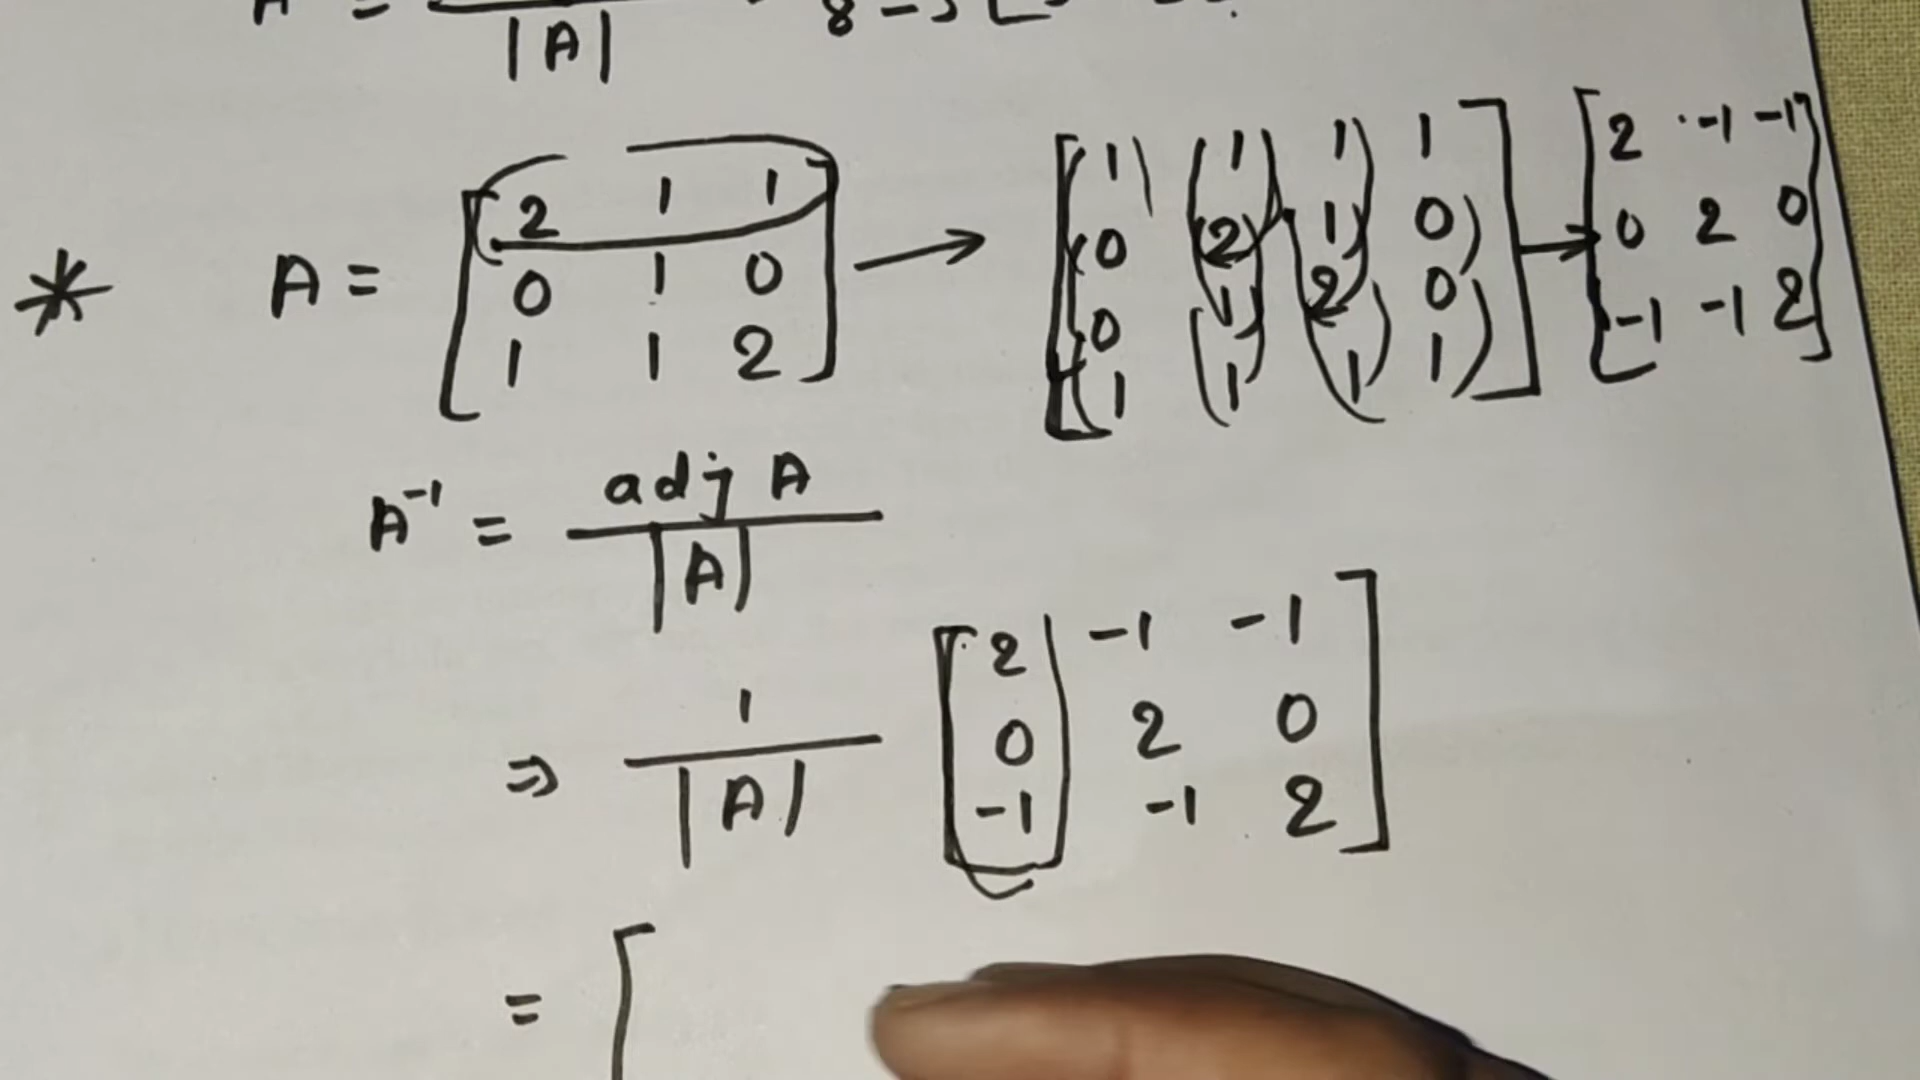 |A| 8 -
* A = [2 1 1 → [1 1 1 1 → [2 -1 -1
0 1 0 0 2 1 0 0 2 0
1 1 2] 0 1 2 0 -1 -1 2]
1 1 1 1]
A⁻¹ = adj A
|A|
⇒ 1 [2 -1 -1
|A| 0 2 0
-1 -1 2]
= [